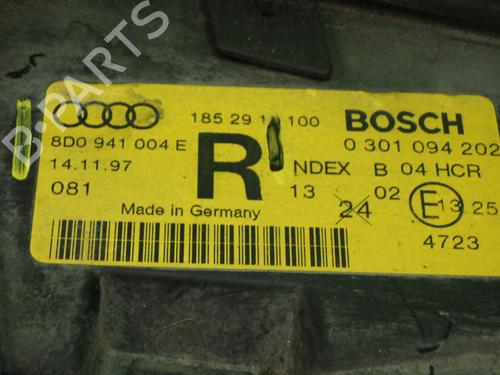 B-PARTS
185 29 1 100
BOSCH
8D0 941 004 E
R
0 301 094 202
14.11.97
NDEX B 04 HCR
081
13 02
24
E 13.25
Made in Germany
4723